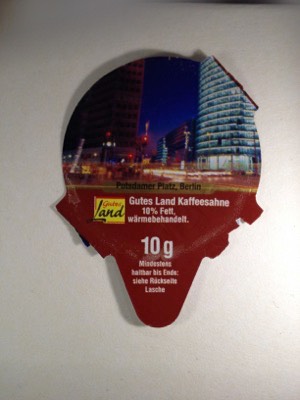 Potsdamer Platz, Berlin
Gutes Land
Gutes Land Kaffeesahne
10% Fett,
wärmebehandelt.
10 g
Mindestens
haltbar bis Ende:
siehe Rückseite
Lasche